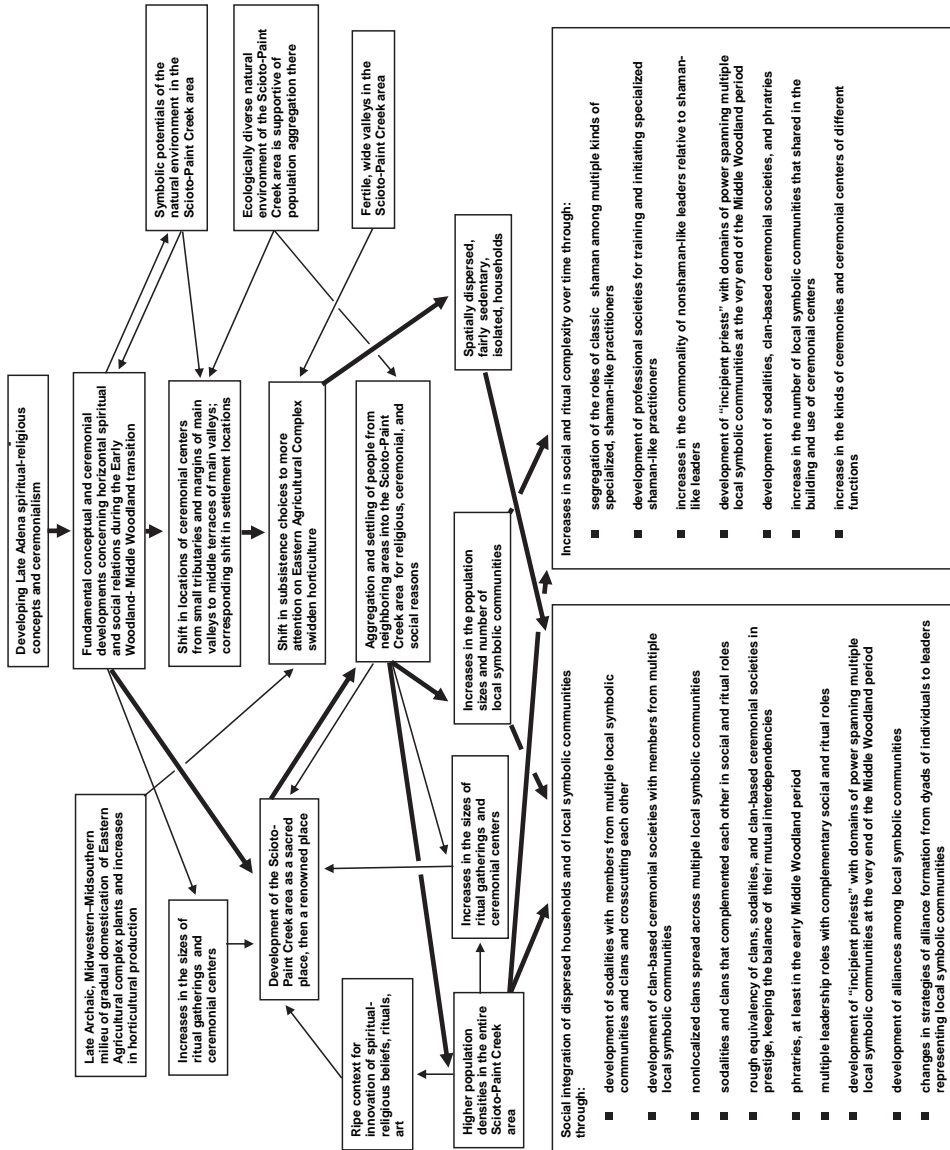 Developing Late Adena spiritual-religious
concepts and ceremonialism
Late Archaic, Midwestern–Midsouthern
milieu of gradual domestication of Eastern
Agricultural complex plants and increases
in horticultural production
Fundamental conceptual and ceremonial
developments concerning horizontal spiritual
and social relations during the Early
Woodland- Middle Woodland transition
Symbolic potentials of the
natural environment in the
Scioto-Paint Creek area
Increases in the sizes of
ritual gatherings and
ceremonial centers
Shift in locations of ceremonial centers
from small tributaries and margins of main
valleys to middle terraces of main valleys;
corresponding shift in settlement locations
Ecologically diverse natural
environment of the Scioto-Paint
Creek area is supportive of
population aggregation there
Development of the Scioto-
Paint Creek area as a sacred
place, then a renowned place
Shift in subsistence choices to more
attention on Eastern Agricultural Complex
swidden horticulture
Fertile, wide valleys in the
Scioto-Paint Creek area
Ripe context for
innovation of spiritual-
religious beliefs, rituals,
art
Aggregation and settling of people from
neighboring areas into the Scioto-Paint
Creek area for religious, ceremonial, and
social reasons
Higher population
densities in the entire
Scioto-Paint Creek
area
Increases in the sizes of
ritual gatherings and
ceremonial centers
Increases in the population
sizes and number of
local symbolic communities
Spatially dispersed,
fairly sedentary,
isolated, households
Social integration of dispersed households and of local symbolic communities
through:
■ development of sodalities with members from multiple local symbolic
communities and clans and crosscutting each other
■ development of clan-based ceremonial societies with members from multiple
local symbolic communities
■ nonlocalized clans spread across multiple local symbolic communities
■ sodalities and clans that complemented each other in social and ritual roles
■ rough equivalency of clans, sodalities, and clan-based ceremonial societies in
prestige, keeping the balance of their mutual interdependencies
■ phratries, at least in the early Middle Woodland period
■ multiple leadership roles with complementary social and ritual roles
■ development of "incipient priests" with domains of power spanning multiple
local symbolic communities at the very end of the Middle Woodland period
■ development of alliances among local symbolic communities
■ changes in strategies of alliance formation from dyads of individuals to leaders
representing local symbolic communities
Increases in social and ritual complexity over time through:
■ segregation of the roles of classic shaman among multiple kinds of
specialized, shaman-like practitioners
■ development of professional societies for training and initiating specialized
shaman-like practitioners
■ increases in the commonality of nonshaman-like leaders relative to shaman-
like leaders
■ development of "incipient priests" with domains of power spanning multiple
local symbolic communities at the very end of the Middle Woodland period
■ development of sodalities, clan-based ceremonial societies, and phratries
■ increase in the number of local symbolic communities that shared in the
building and use of ceremonial centers
■ increase in the kinds of ceremonies and ceremonial centers of different
functions